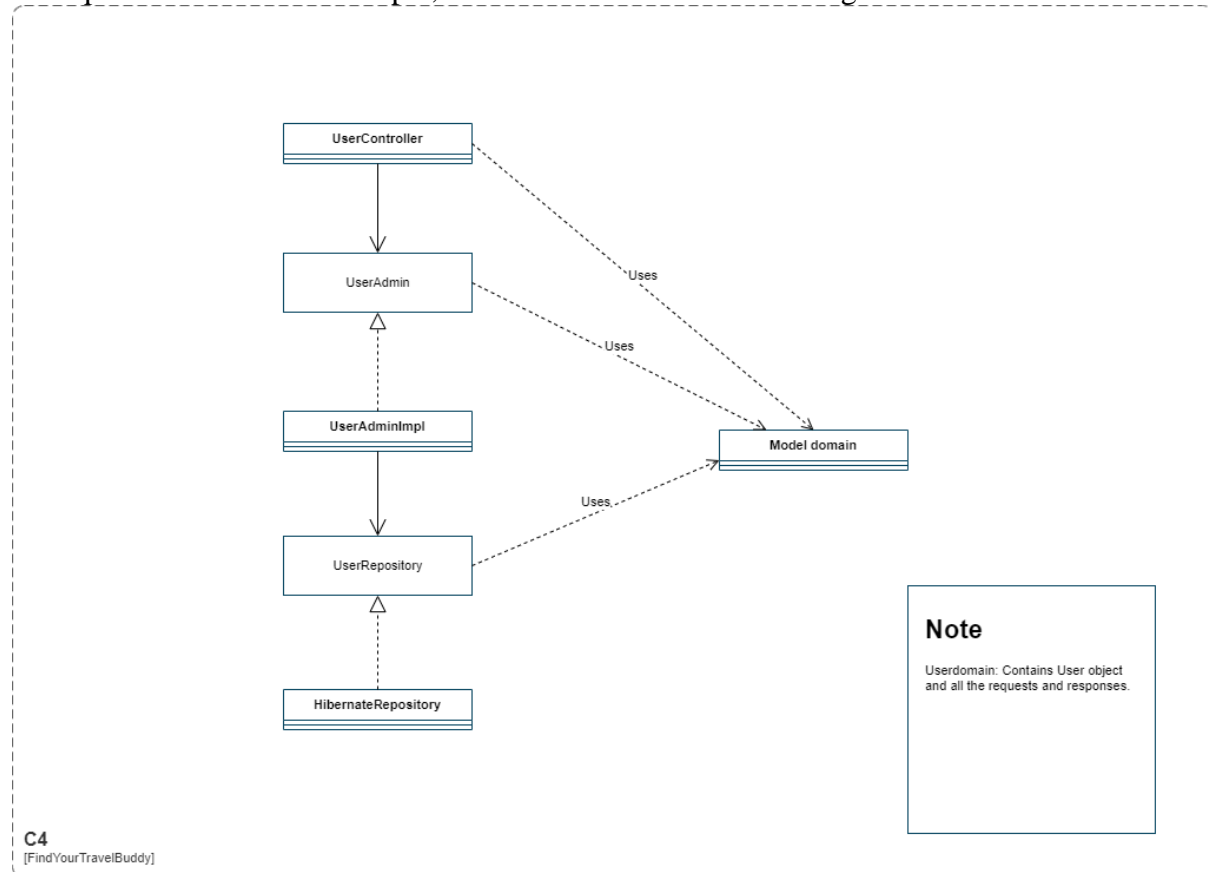 UserController
Uses
UserAdmin
Uses
UserAdminImpl
Model domain
Uses
UserRepository
Note
Userdomain: Contains User object
and all the requests and responses.
HibernateRepository
C4
[FindYourTravelBuddy]